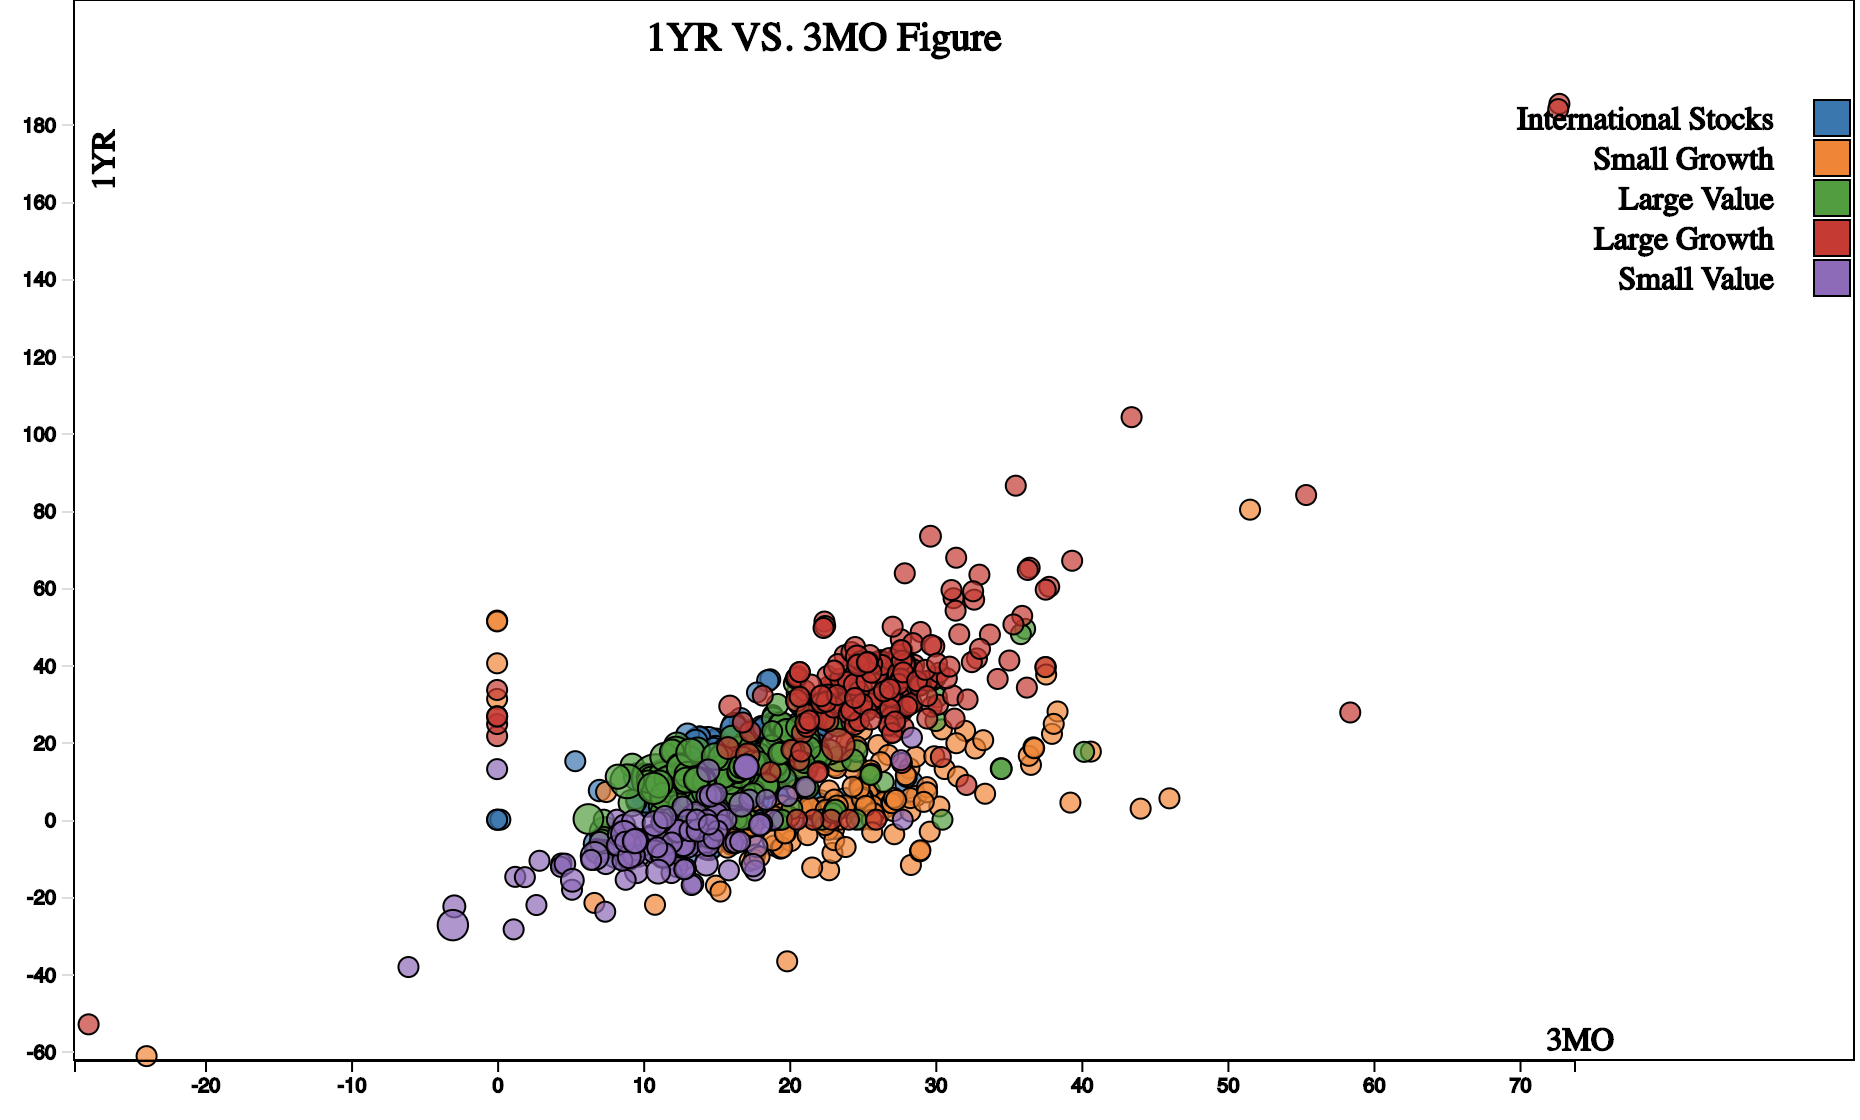 1YR VS. 3MO Figure
1YR
International Stocks
Small Growth
Large Value
Large Growth
Small Value
180
160
140
120
100
80
60
40
20
0
-20
-40
-60
3MO
-20 -10 0 10 20 30 40 50 60 70